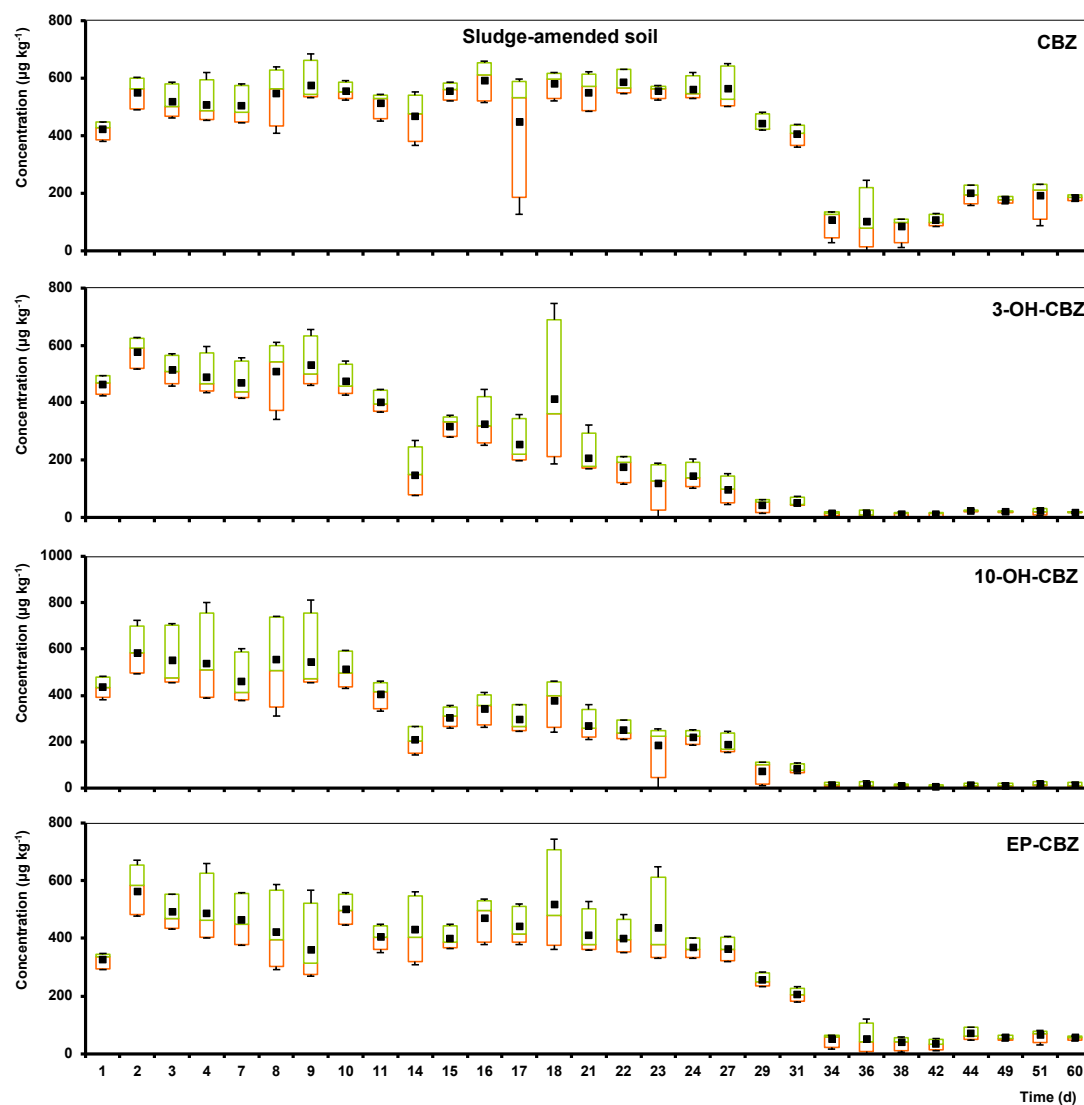 Sludge-amended soil
CBZ
Concentration (µg kg⁻¹)
800
600
400
200
0
3-OH-CBZ
Concentration (µg kg⁻¹)
800
600
400
200
0
10-OH-CBZ
Concentration (µg kg⁻¹)
1000
800
600
400
200
0
EP-CBZ
Concentration (µg kg⁻¹)
800
600
400
200
0
1 2 3 4 7 8 9 10 11 14 15 16 17 18 21 22 23 24 27 29 31 34 36 38 42 44 49 51 60
Time (d)